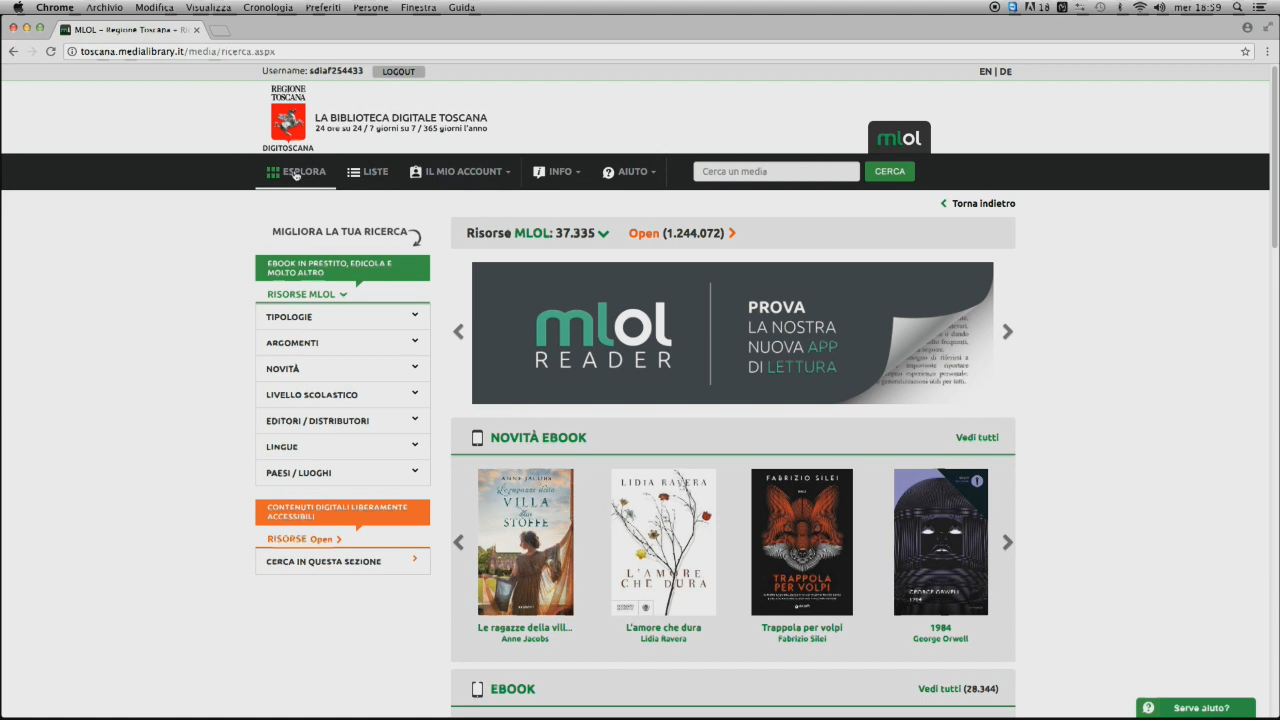 Chrome Archivio Modifica Visualizza Cronologia Preferiti Persone Finestra Guida 18 mer 18:59
MLOL - Regione Toscana - Ri
toscana.medialibrary.it/media/ricerca.aspx
Username: sdiaf254433 LOGOUT EN | DE
REGIONE
TOSCANA
DIGITOSCANA
LA BIBLIOTECA DIGITALE TOSCANA
24 ore su 24 / 7 giorni su 7 / 365 giorni l'anno
mlol
ESPLORA LISTE IL MIO ACCOUNT INFO AIUTO Cerca un media CERCA
Torna indietro
MIGLIORA LA TUA RICERCA
Risorse MLOL: 37.335 Open (1.244.072)
EBOOK IN PRESTITO, EDICOLA E
MOLTO ALTRO
RISORSE MLOL
TIPOLOGIE
ARGOMENTI
NOVITÀ
LIVELLO SCOLASTICO
EDITORI / DISTRIBUTORI
LINGUE
PAESI / LUOGHI
CONTENUTI DIGITALI LIBERAMENTE
ACCESSIBILI
RISORSE Open
CERCA IN QUESTA SEZIONE
mlol
READER
PROVA
LA NOSTRA
NUOVA APP
DI LETTURA
NOVITÀ EBOOK Vedi tutti
ANNE JACOBS
Le ragazze della
VILLA
delle
STOFFE
LIDIA RAVERA
L'AMORE
CHE DURA
FABRIZIO SILEI
TRAPPOLA
PER VOLPI
GEORGE ORWELL
1984
Le ragazze della vill...
Anne Jacobs
L'amore che dura
Lidia Ravera
Trappola per volpi
Fabrizio Silei
1984
George Orwell
EBOOK Vedi tutti (28.344)
Serve aiuto?